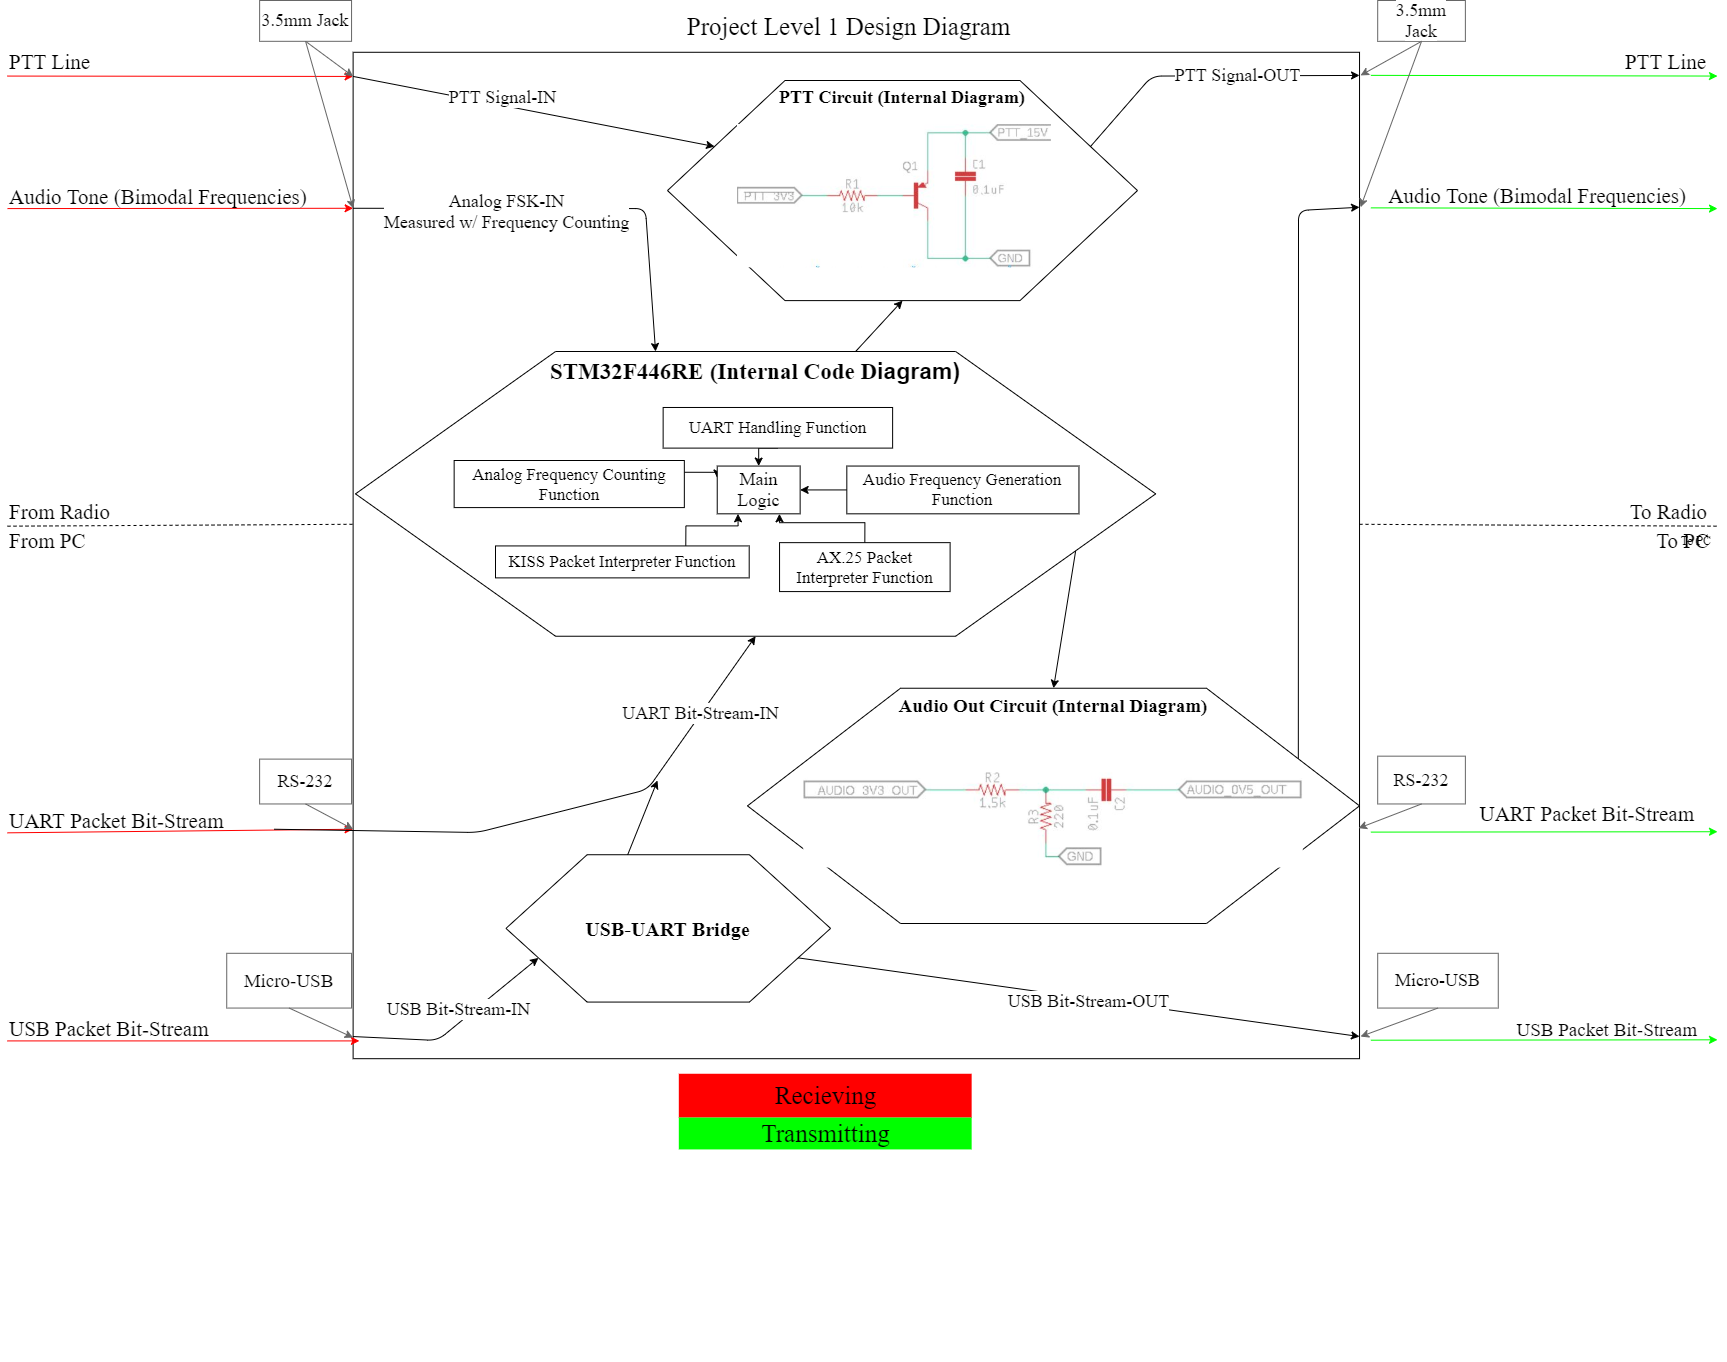 Project Level 1 Design Diagram
3.5mm Jack
3.5mm
Jack
PTT Line
PTT Line
PTT Signal-IN
PTT Signal-OUT
PTT Circuit (Internal Diagram)
PTT_15V
Q1
C1
0.1uF
R1
10k
PTT_3V3
GND
Audio Tone (Bimodal Frequencies)
Audio Tone (Bimodal Frequencies)
Analog FSK-IN
Measured w/ Frequency Counting
STM32F446RE (Internal Code Diagram)
UART Handling Function
Analog Frequency Counting
Function
Main
Logic
Audio Frequency Generation
Function
KISS Packet Interpreter Function
AX.25 Packet
Interpreter Function
From Radio
From PC
To Radio
To PC
UART Bit-Stream-IN
Audio Out Circuit (Internal Diagram)
AUDIO_3V3_OUT
R2
1.5k
R3
220
0.1uF
C2
AUDIO_0V5_OUT
GND
RS-232
RS-232
UART Packet Bit-Stream
UART Packet Bit-Stream
USB-UART Bridge
Micro-USB
Micro-USB
USB Bit-Stream-IN
USB Bit-Stream-OUT
USB Packet Bit-Stream
USB Packet Bit-Stream
Recieving
Transmitting